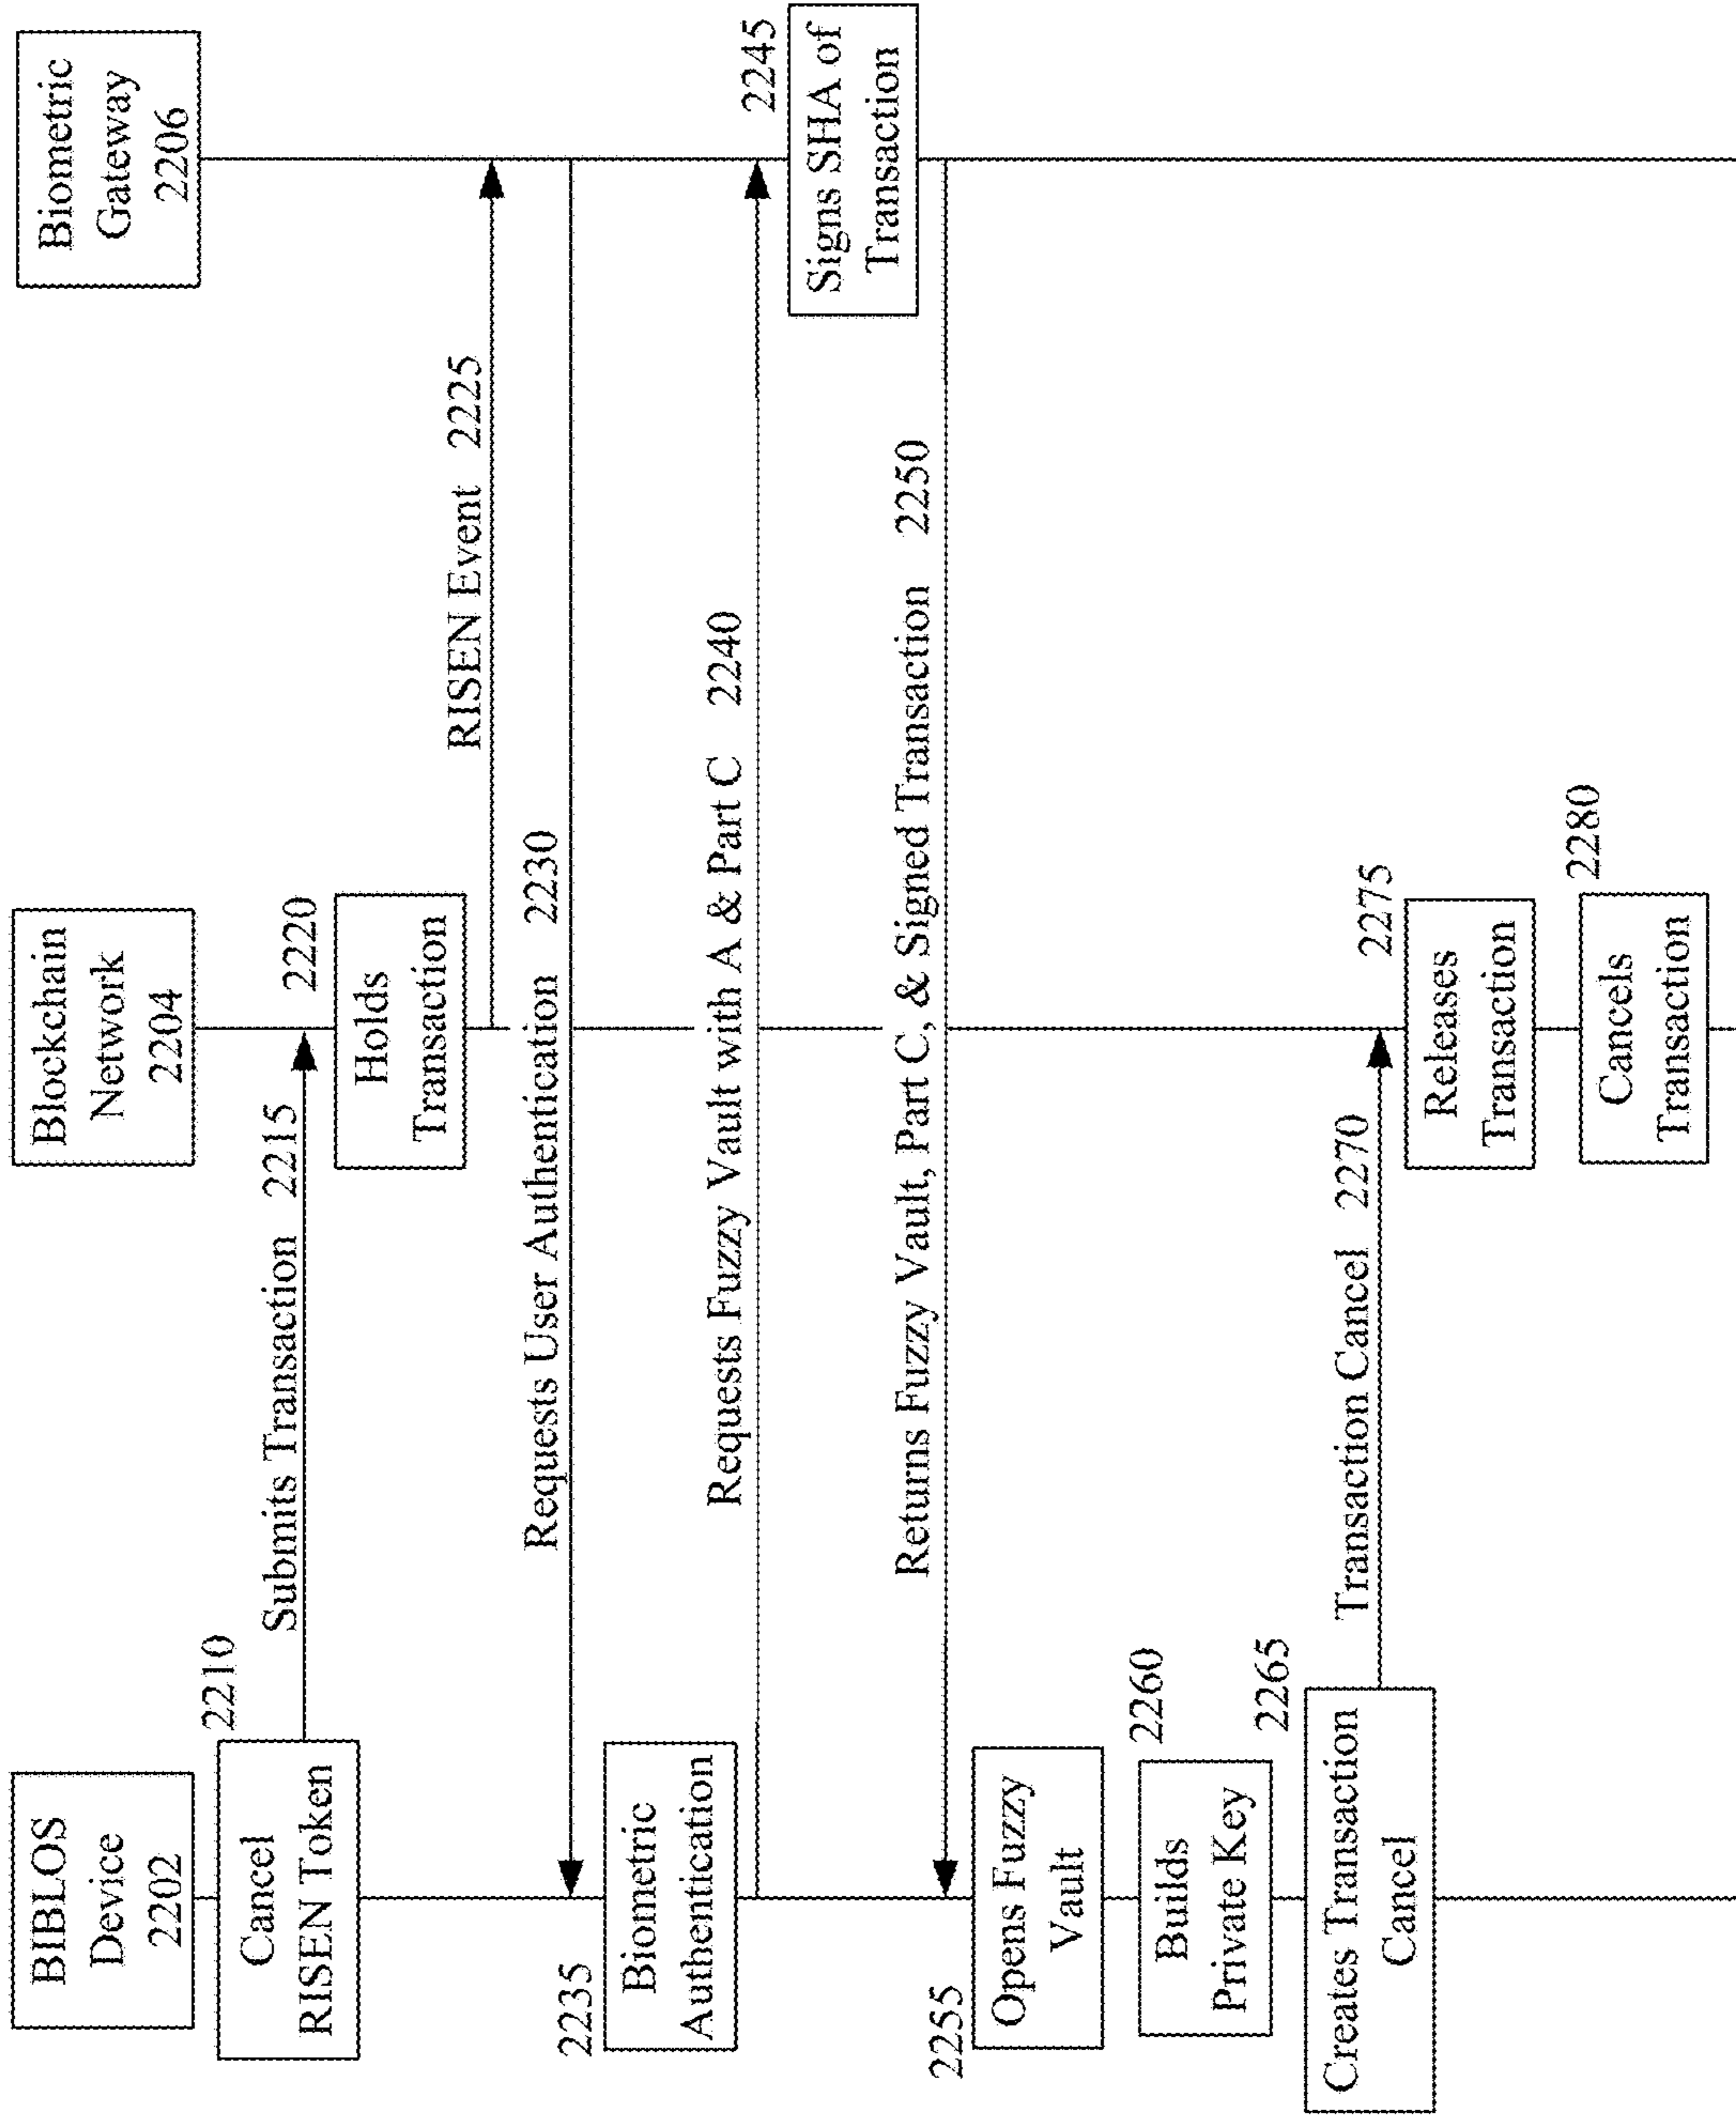 BIBLOS
Device
2202
Blockchain
Network
2204
Biometric
Gateway
2206
2210
Cancel
RISEN Token
Submits Transaction 2215
2220
Holds
Transaction
RISEN Event 2225
Requests User Authentication 2230
2235
Biometric
Authentication
Requests Fuzzy Vault with A & Part C 2240
2245
Signs SHA of
Transaction
Returns Fuzzy Vault, Part C, & Signed Transaction 2250
2255
Opens Fuzzy
Vault
2260
Builds
Private Key
2265
Creates Transaction
Cancel
Transaction Cancel 2270
2275
Releases
Transaction
2280
Cancels
Transaction